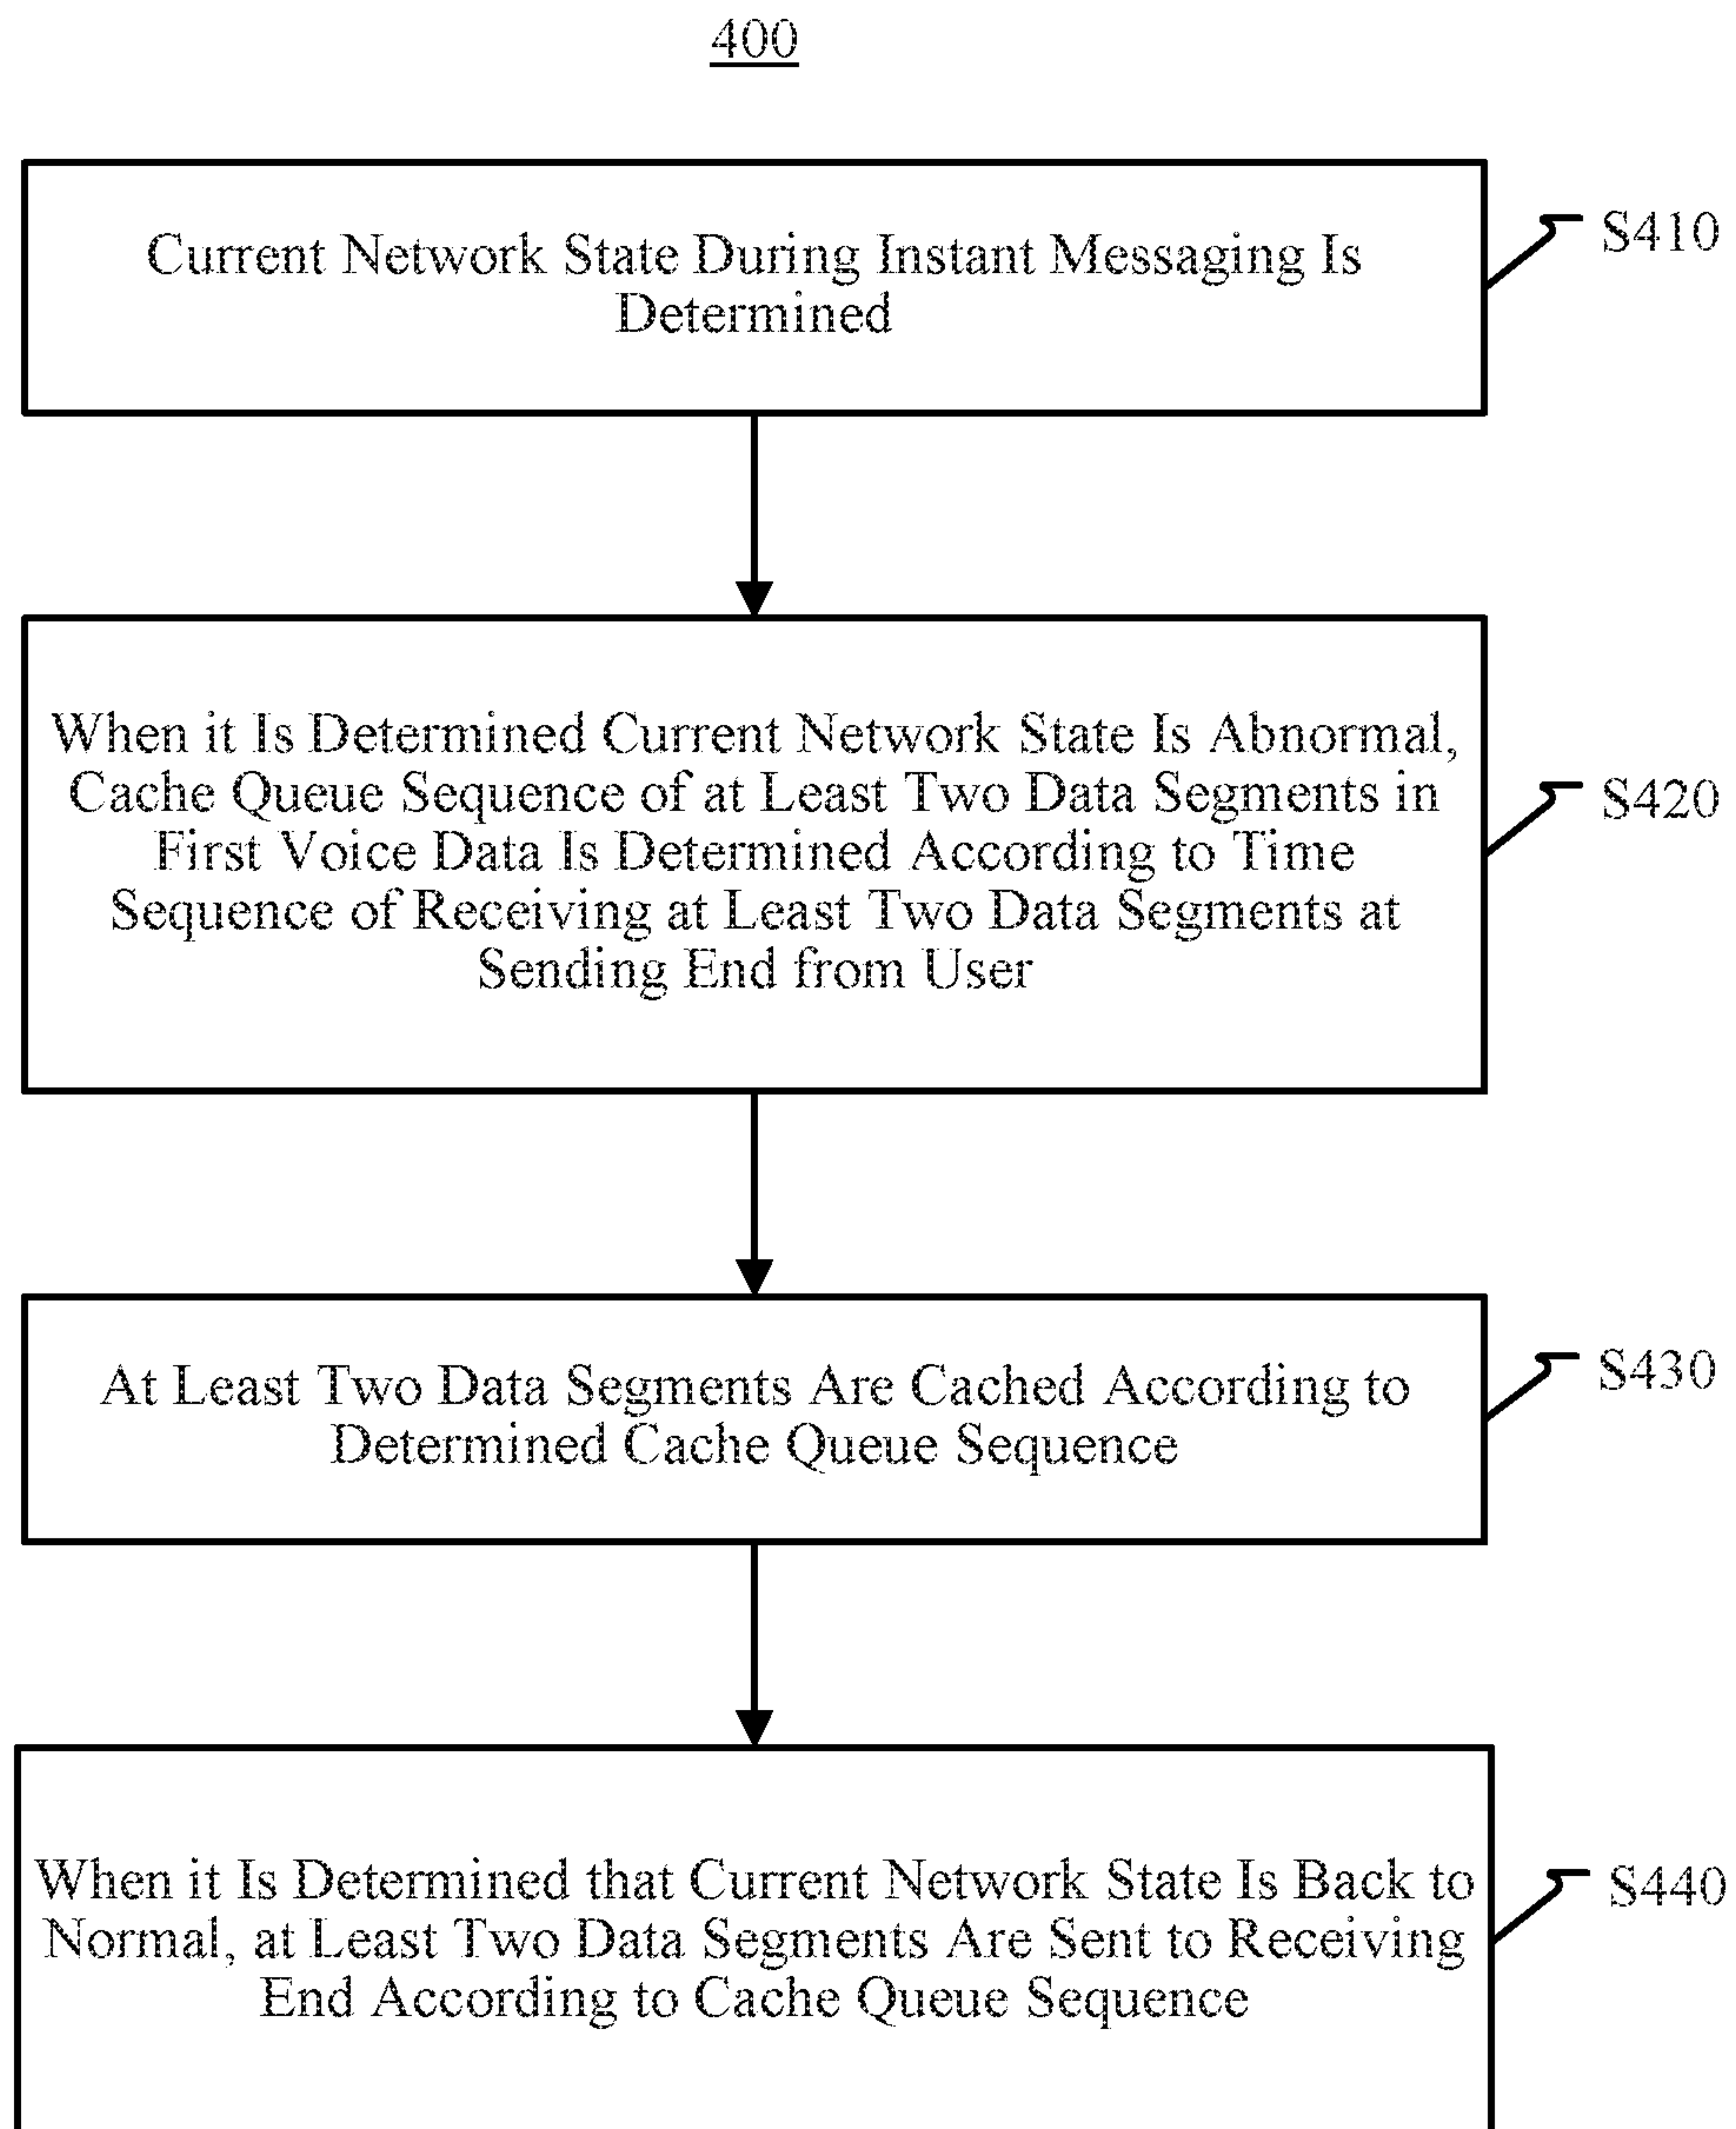 400
Current Network State During Instant Messaging Is
Determined
S410
When it Is Determined Current Network State Is Abnormal,
Cache Queue Sequence of at Least Two Data Segments in
First Voice Data Is Determined According to Time
Sequence of Receiving at Least Two Data Segments at
Sending End from User
S420
At Least Two Data Segments Are Cached According to
Determined Cache Queue Sequence
S430
When it Is Determined that Current Network State Is Back to
Normal, at Least Two Data Segments Are Sent to Receiving
End According to Cache Queue Sequence
S440